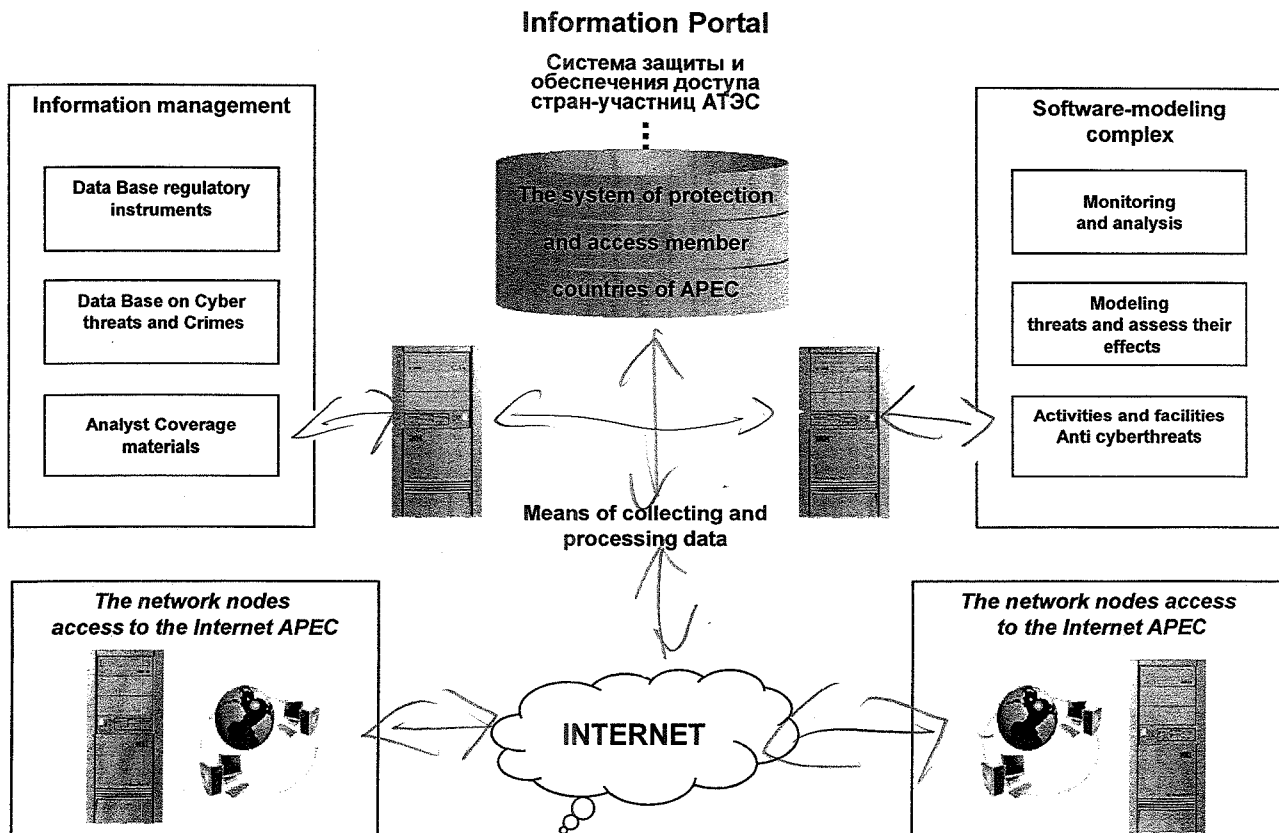 Information Portal
Система защиты и
обеспечения доступа
стран-участниц АТЭС
Information management
Data Base regulatory
instruments
Data Base on Cyber
threats and Crimes
Analyst Coverage
materials
The system of protection
and access member
countries of APEC
Software-modeling
complex
Monitoring
and analysis
Modeling
threats and assess their
effects
Activities and facilities
Anti cyberthreats
Means of collecting and
processing data
The network nodes
access to the Internet APEC
INTERNET
The network nodes access
to the Internet APEC